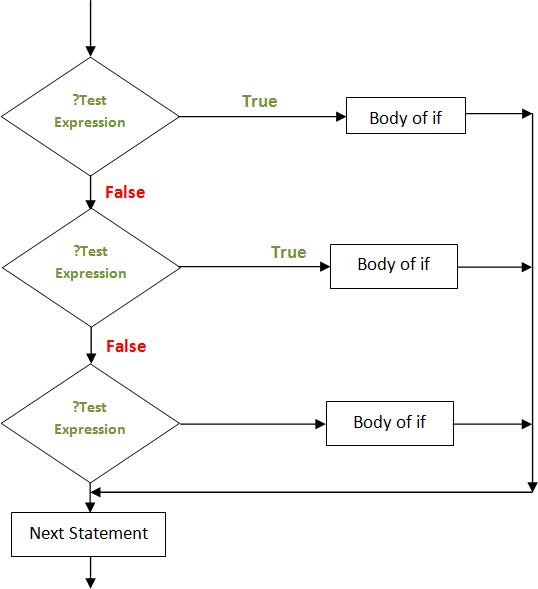 ?Test
Expression
True
Body of if
False
?Test
Expression
True
Body of if
False
?Test
Expression
Body of if
Next Statement